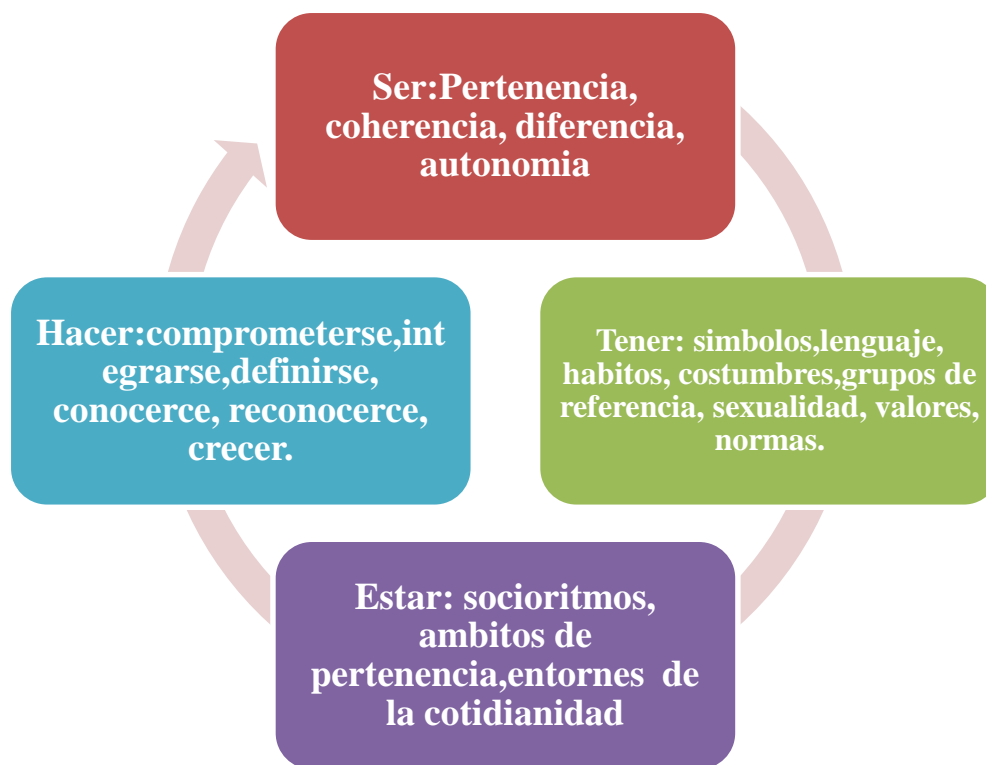 Ser:Pertenencia,
coherencia, diferencia,
autonomia
Tener: simbolos,lenguaje,
habitos, costumbres,grupos de
referencia, sexualidad, valores,
normas.
Estar: socioritmos,
ambitos de
pertenencia,entornes de
la cotidianidad
Hacer:comprometerse,int
egrarse,definirse,
conocerce, reconocerce,
crecer.